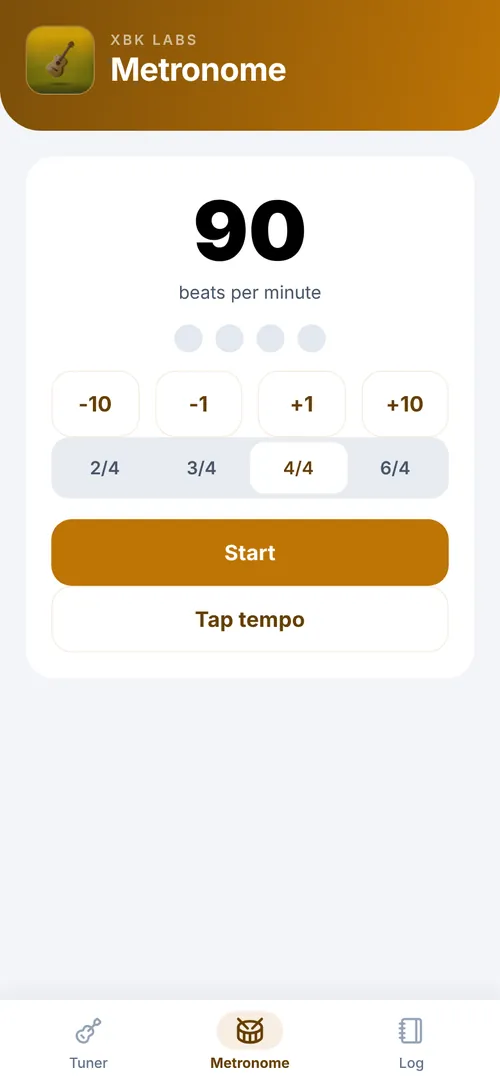 XBK LABS
Metronome
90
beats per minute
-10 -1 +1 +10
2/4 3/4 4/4 6/4
Start
Tap tempo
Tuner Metronome Log